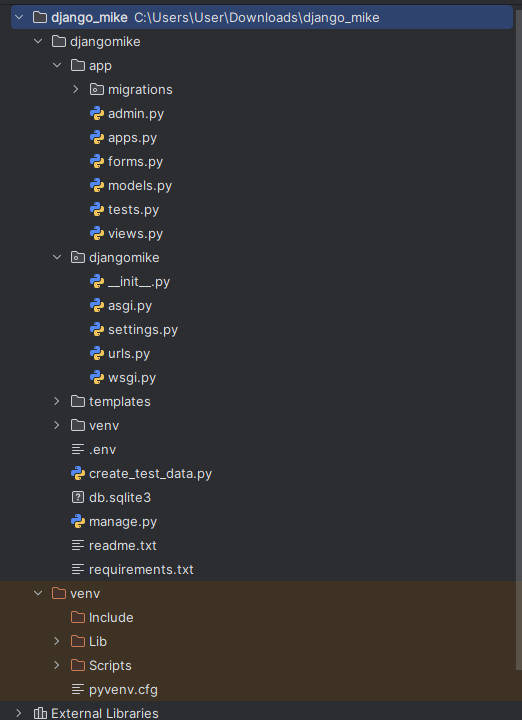 django_mike C:\Users\User\Downloads\django_mike
djangomike
app
migrations
admin.py
apps.py
forms.py
models.py
tests.py
views.py
djangomike
__init__.py
asgi.py
settings.py
urls.py
wsgi.py
templates
venv
.env
create_test_data.py
db.sqlite3
manage.py
readme.txt
requirements.txt
venv
Include
Lib
Scripts
pyvenv.cfg
External Libraries